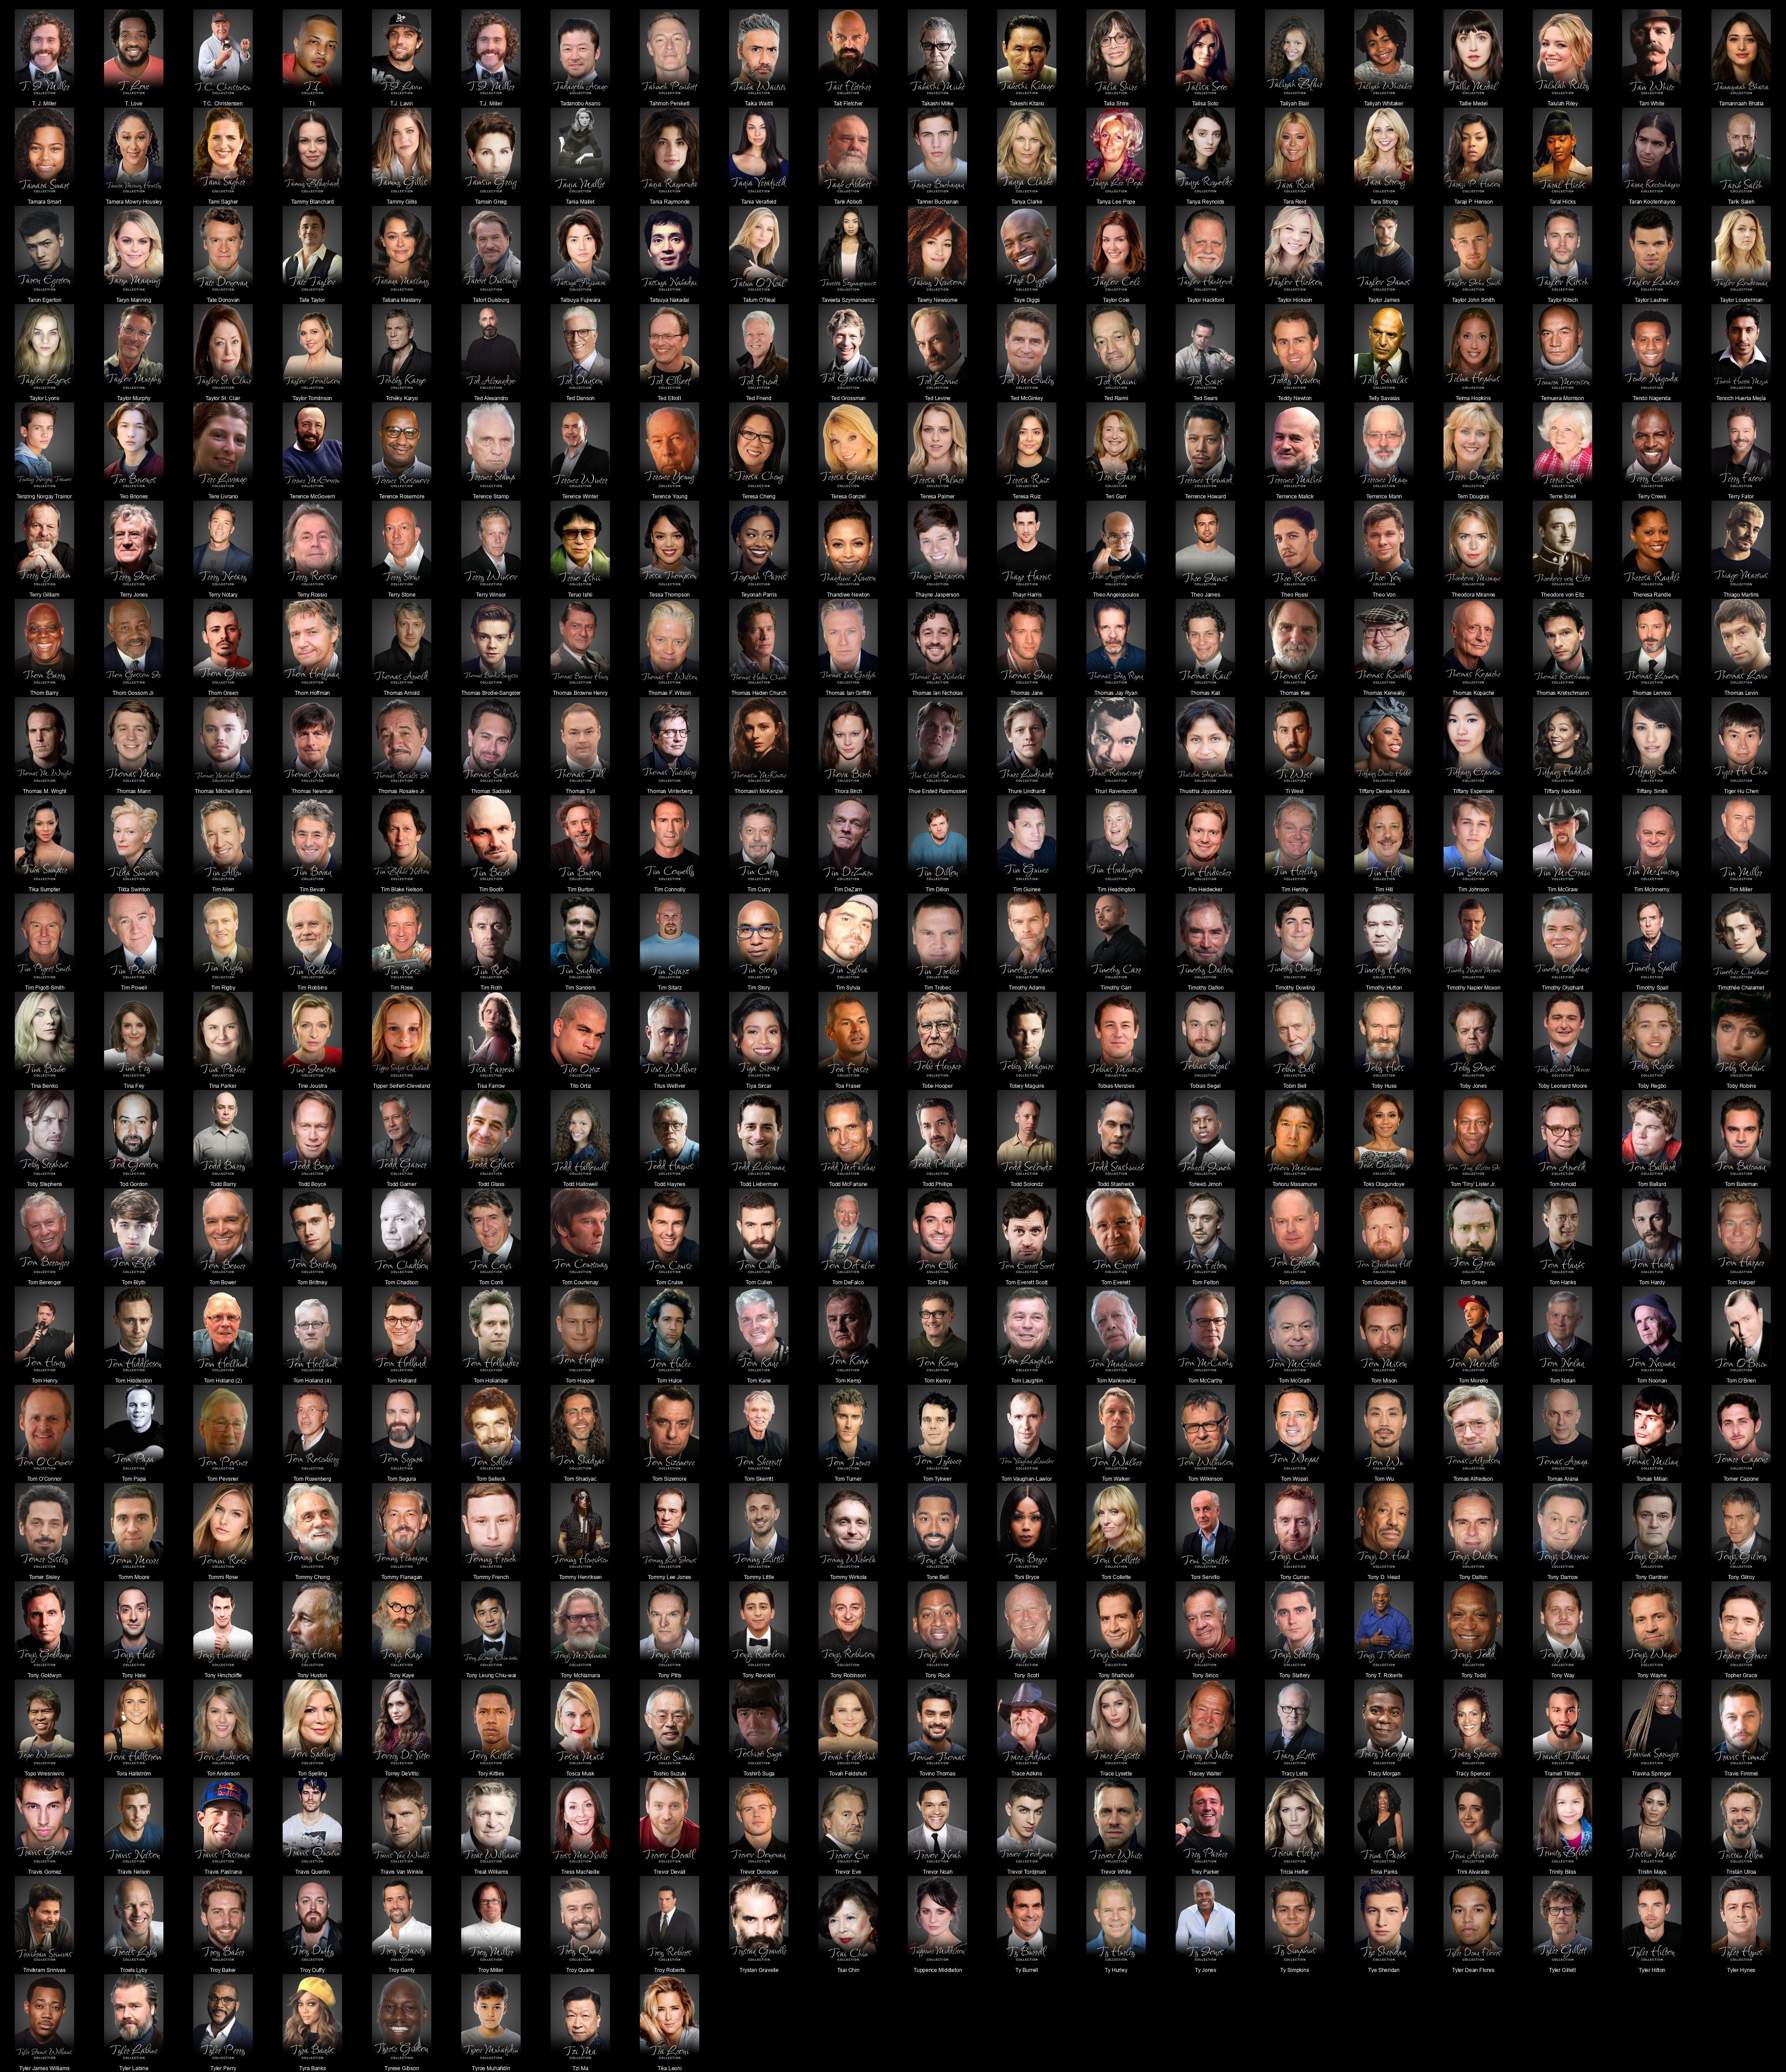 T. J. Miller T. Love T.C. Christensen T.I. T.J. Lavin T.J. Miller Tadanobu Asano Tahmoh Penikett Taika Waititi Tait Fletcher Takashi Miike Takeshi Kitano Talia Shire Talisa Soto Taliyah Blair Taliyah Whitaker Tallie Medel Talulah Riley Tam White Tamannaah Bhatia
Tamara Smart Tamera Mowry-Housley Tami Sagher Tammy Blanchard Tammy Gillis Tamsin Greig Tania Mallet Tania Raymonde Tania Verafield Tank Abbott Tanner Buchanan Tanya Clarke Tanya Lee Pope Tanya Reynolds Tara Reid Tara Strong Taraji P. Henson Taral Hicks Taran Kootenhayoo Tarik Saleh
Taron Egerton Taryn Manning Tate Donovan Tate Taylor Tatiana Maslany Tatort Duisburg Tatsuya Fujiwara Tatsuya Nakadai Tatum O'Neal Taveeta Szymanowicz Tawny Newsome Taye Diggs Taylor Cole Taylor Hackford Taylor Hickson Taylor James Taylor John Smith Taylor Kitsch Taylor Lautner Taylor Louderman
Taylor Lyons Taylor Murphy Taylor St. Clair Taylor Tomlinson Tchéky Karyo Ted Alexandro Ted Danson Ted Elliott Ted Friend Ted Grossman Ted Levine Ted McGinley Ted Raimi Ted Sears Teddy Newton Telly Savalas Telma Hopkins Temuera Morrison Tendo Nagenda Tenoch Huerta Mejía
Tenzing Norgay Trainor Teo Briones Tere Livrano Terence McGovern Terence Rosemore Terence Stamp Terence Winter Terence Young Teresa Cheng Teresa Ganzel Teresa Palmer Teresa Ruiz Teri Garr Terrence Howard Terrence Malick Terrence Mann Terri Douglas Terrie Snell Terry Crews Terry Fator
Terry Gilliam Terry Jones Terry Notary Terry Rossio Terry Stone Terry Winsor Teruo Ishii Tessa Thompson Teyonah Parris Thandiwe Newton Thayne Jasperson Thayr Harris Theo Angelopoulos Theo James Theo Rossi Theo Von Theodora Miranne Theodore von Eltz Theresa Randle Thiago Martins
Thom Barry Thom Gossom Jr. Thom Green Thom Hoffman Thomas Arnold Thomas Brodie-Sangster Thomas Browne Henry Thomas F. Wilson Thomas Haden Church Thomas Ian Griffith Thomas Ian Nicholas Thomas Jane Thomas Jay Ryan Thomas Kail Thomas Kee Thomas Keneally Thomas Kopache Thomas Kretschmann Thomas Lennon Thomas Levin
Thomas M. Wright Thomas Mann Thomas Mitchell Barnet Thomas Newman Thomas Rosales Jr. Thomas Sadoski Thomas Tull Thomas Vinterberg Thomasin McKenzie Thora Birch Thue Ersted Rasmussen Thure Lindhardt Thurl Ravenscroft Thusitha Jayasundera Ti West Tiffany Denise Hobbs Tiffany Espensen Tiffany Haddish Tiffany Smith Tiger Hu Chen
Tika Sumpter Tilda Swinton Tim Allen Tim Bevan Tim Blake Nelson Tim Booth Tim Burton Tim Connolly Tim Curry Tim DeZarn Tim Dillon Tim Guinee Tim Headington Tim Heidecker Tim Herlihy Tim Hill Tim Johnson Tim McGraw Tim McInnerny Tim Miller
Tim Pigott-Smith Tim Powell Tim Rigby Tim Robbins Tim Rose Tim Roth Tim Sanders Tim Sitarz Tim Story Tim Sylvia Tim Trobec Timothy Adams Timothy Carr Timothy Dalton Timothy Dowling Timothy Hutton Timothy Napier Moxon Timothy Olyphant Timothy Spall Timothée Chalamet
Tina Benko Tina Fey Tina Parker Tine Joustra Tipper Seifert-Cleveland Tisa Farrow Tito Ortiz Titus Welliver Tiya Sircar Toa Fraser Tobe Hooper Tobey Maguire Tobias Menzies Tobias Segal Tobin Bell Toby Huss Toby Jones Toby Leonard Moore Toby Regbo Toby Robins
Toby Stephens Tod Gordon Todd Barry Todd Boyce Todd Garner Todd Glass Todd Hallowell Todd Haynes Todd Lieberman Todd McFarlane Todd Phillips Todd Solondz Todd Stashwick Toheeb Jimoh Tohoru Masamune Toks Olagundoye Tom 'Tiny' Lister Jr. Tom Arnold Tom Ballard Tom Bateman
Tom Berenger Tom Blyth Tom Bower Tom Brittney Tom Chadbon Tom Conti Tom Courtenay Tom Cruise Tom Cullen Tom DeFalco Tom Ellis Tom Everett Scott Tom Everett Tom Felton Tom Gleeson Tom Goodman-Hill Tom Green Tom Hanks Tom Hardy Tom Harper
Tom Henry Tom Hiddleston Tom Holland (2) Tom Holland (4) Tom Holland Tom Hollander Tom Hopper Tom Hulce Tom Kane Tom Kemp Tom Kenny Tom Laughlin Tom Mankiewicz Tom McCarthy Tom McGrath Tom Mison Tom Morello Tom Nolan Tom Noonan Tom O'Brien
Tom O'Connor Tom Papa Tom Pevsner Tom Rosenberg Tom Segura Tom Selleck Tom Shadyac Tom Sizemore Tom Skerritt Tom Turner Tom Tykwer Tom Vaughan-Lawlor Tom Walker Tom Wilkinson Tom Wopat Tom Wu Tomas Alfredson Tomas Arana Tomas Milian Tomer Capone
Tomer Sisley Tomm Moore Tommi Rose Tommy Chong Tommy Flanagan Tommy French Tommy Henriksen Tommy Lee Jones Tommy Little Tommy Wirkola Tone Bell Toni Bryce Toni Collette Toni Servillo Tony Curran Tony D. Head Tony Dalton Tony Darrow Tony Gardner Tony Gilroy
Tony Goldwyn Tony Hale Tony Hinchcliffe Tony Huston Tony Kaye Tony Leung Chiu-wai Tony McNamara Tony Pitts Tony Revolori Tony Robinson Tony Rock Tony Scott Tony Shalhoub Tony Sirico Tony Slattery Tony T. Roberts Tony Todd Tony Way Tony Wayne Topher Grace
Topo Wresniwiro Tora Hallström Tori Anderson Tori Spelling Torrey DeVitto Tory Kittles Tosca Musk Toshio Suzuki Toshirô Suga Tovah Feldshuh Tovino Thomas Trace Adkins Trace Lysette Tracey Walter Tracy Letts Tracy Morgan Tracy Spencer Tramell Tillman Travina Springer Travis Fimmel
Travis Gomez Travis Nelson Travis Pastrana Travis Quentin Travis Van Winkle Treat Williams Tress MacNeille Trevor Devall Trevor Donovan Trevor Eve Trevor Noah Trevor Tordjman Trevor White Trey Parker Tricia Helfer Trina Parks Trini Alvarado Trinity Bliss Tristin Mays Tristán Ulloa
Trivikram Srinivas Troels Lyby Troy Baker Troy Duffy Troy Garity Troy Miller Troy Quane Troy Roberts Trystan Gravelle Tsai Chin Tuppence Middleton Ty Burrell Ty Hurley Ty Jones Ty Simpkins Tye Sheridan Tyler Dean Flores Tyler Gillett Tyler Hilton Tyler Hynes
Tyler James Williams Tyler Labine Tyler Perry Tyra Banks Tyrese Gibson Tyroe Muhafidin Tzi Ma Téa Leoni